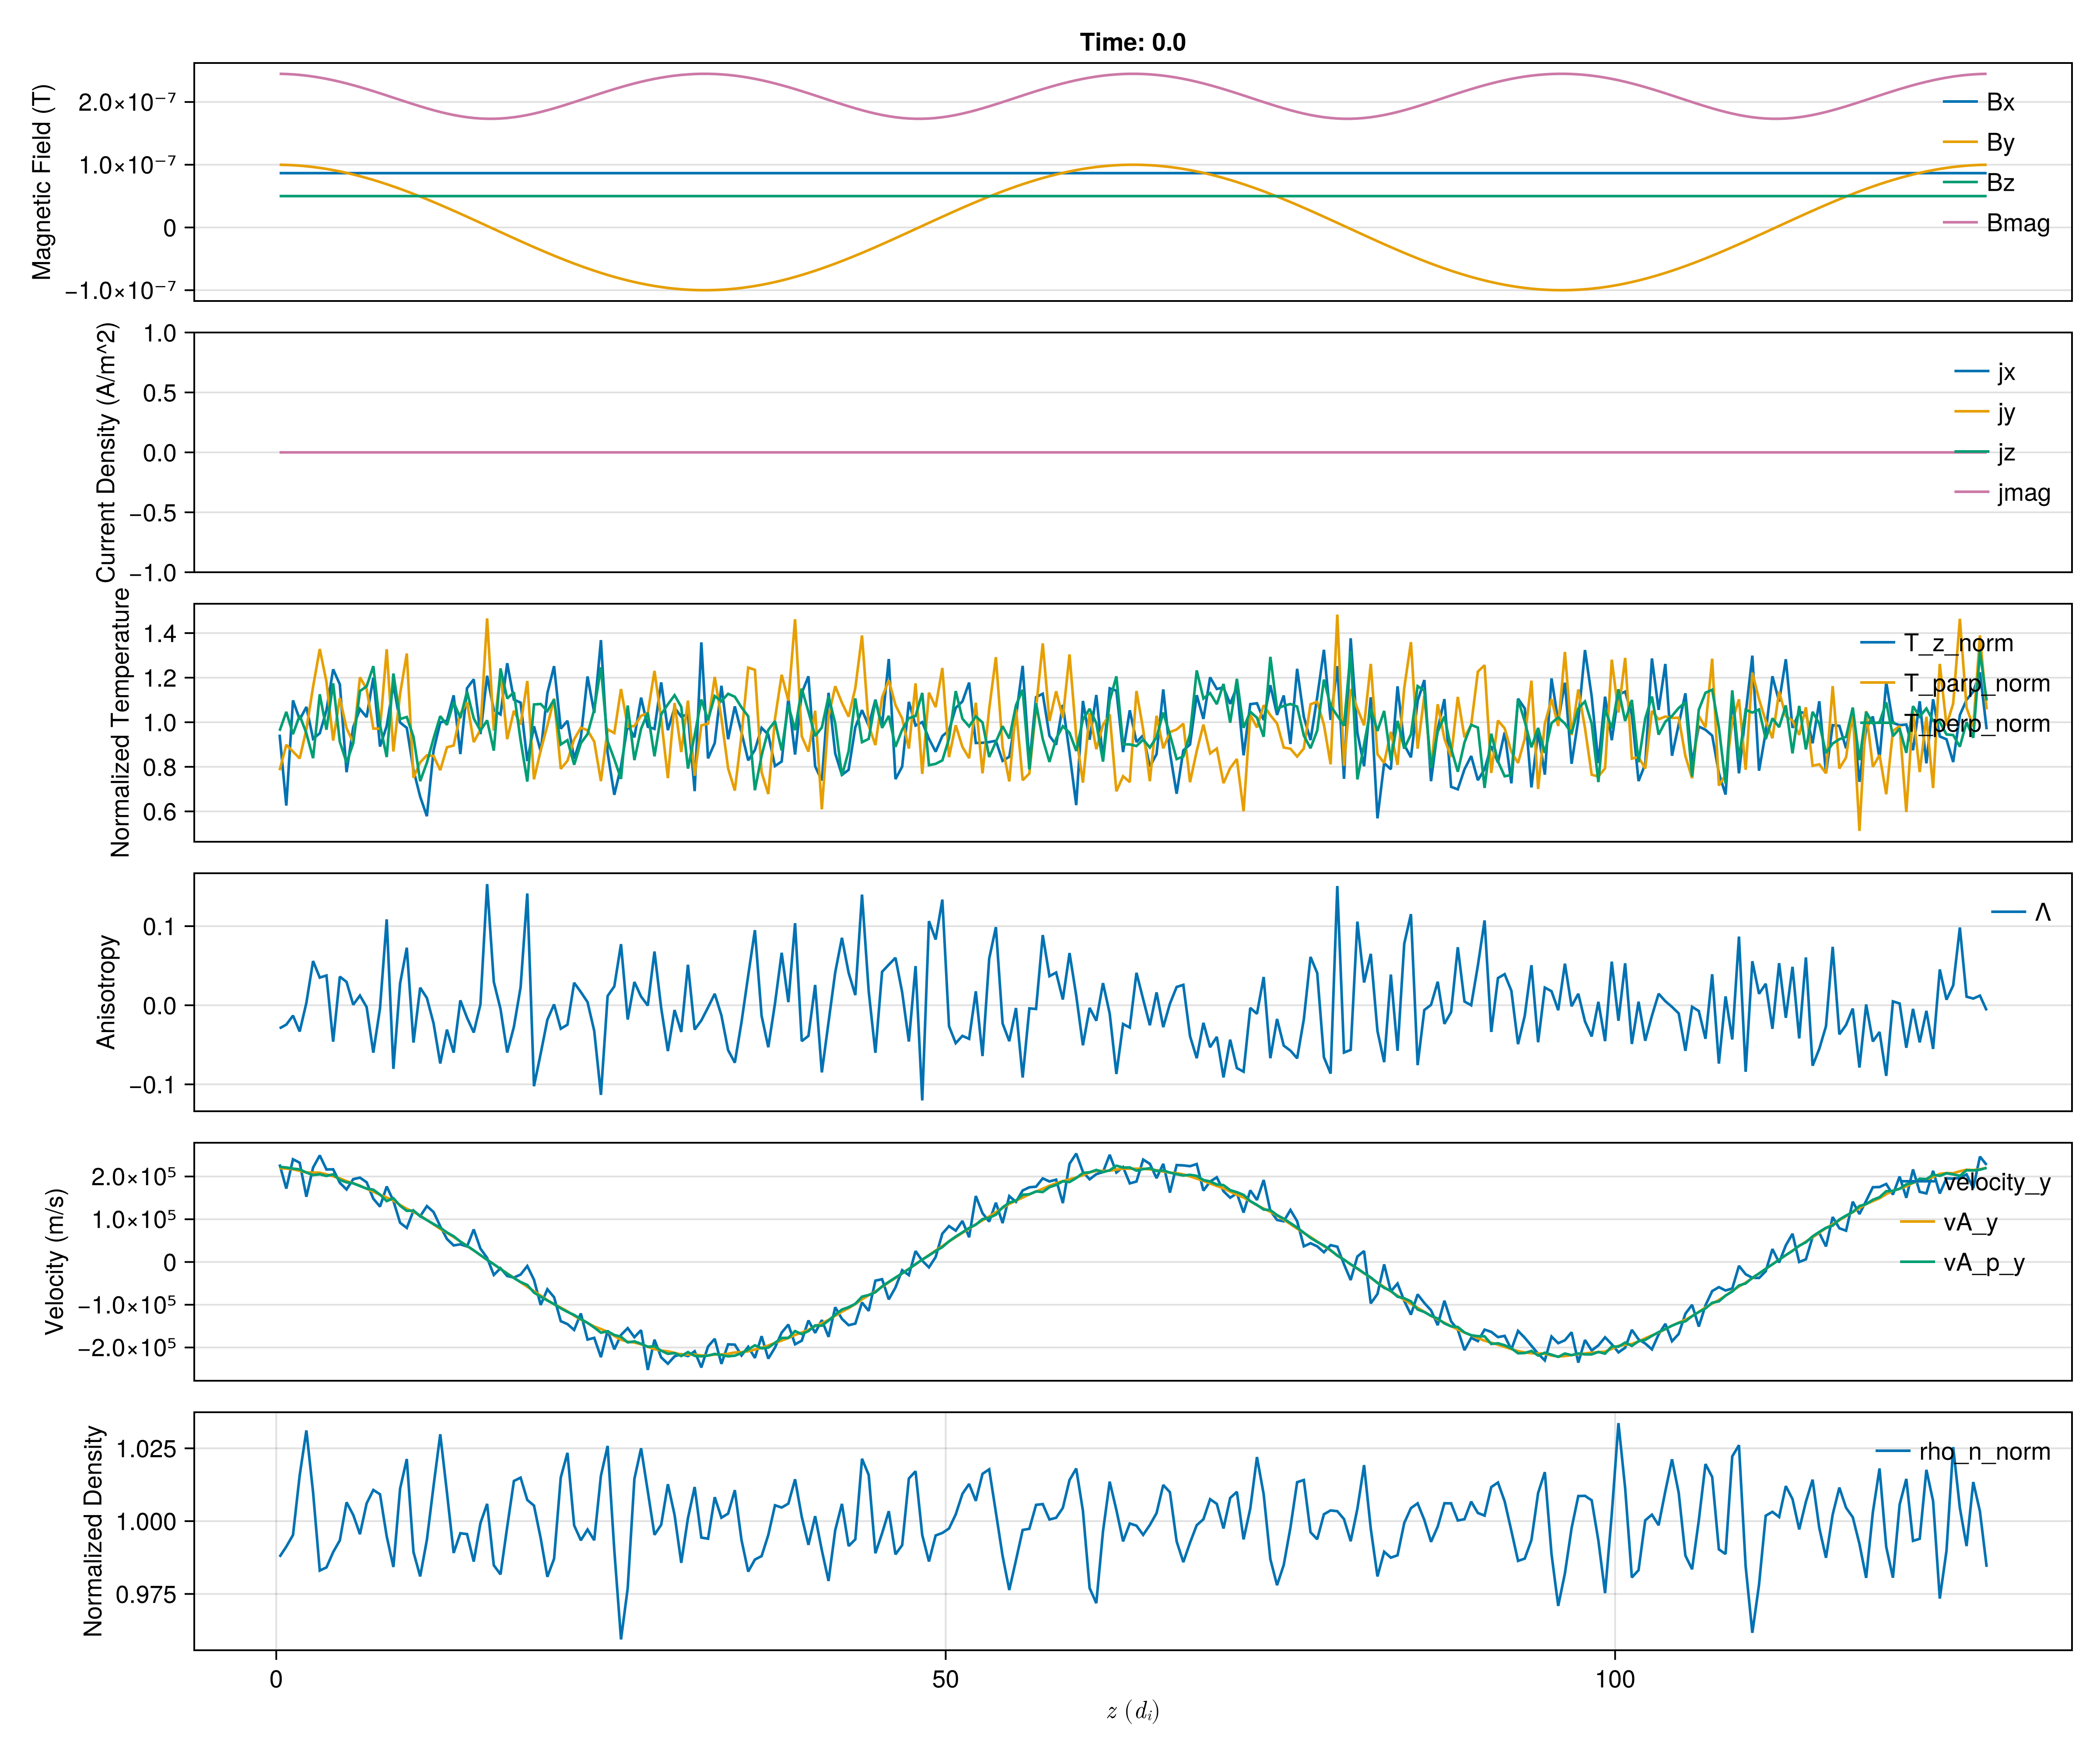 Time: 0.0
Magnetic Field (T)
2.0×10⁻⁷
1.0×10⁻⁷
0
−1.0×10⁻⁷
Bx
By
Bz
Bmag
Current Density (A/m^2)
1.0
0.5
0.0
−0.5
−1.0
jx
jy
jz
jmag
Normalized Temperature
1.4
1.2
1.0
0.8
0.6
T_z_norm
T_parp_norm
T_perp_norm
Anisotropy
0.1
0.0
−0.1
Λ
Velocity (m/s)
2.0×10⁵
1.0×10⁵
0
−1.0×10⁵
−2.0×10⁵
velocity_y
vA_y
vA_p_y
Normalized Density
1.025
1.000
0.975
rho_n_norm
0 50 100
z (dᵢ)